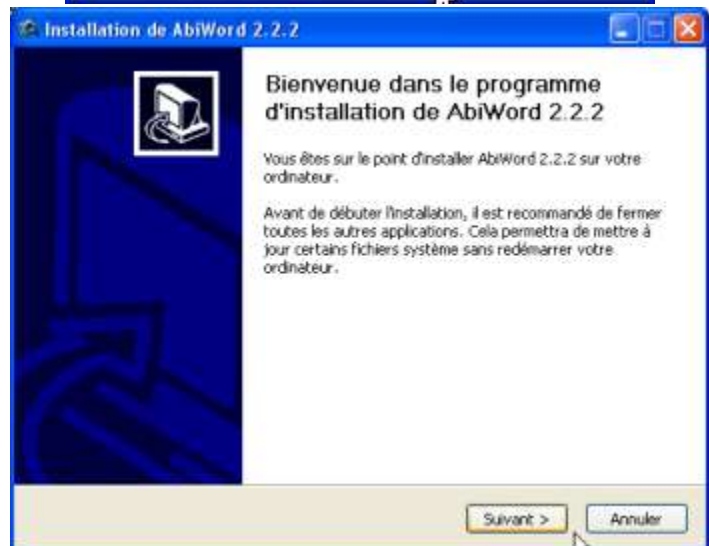 Installation de AbiWord 2.2.2
Bienvenue dans le programme
d'installation de AbiWord 2.2.2
Vous êtes sur le point d'installer AbiWord 2.2.2 sur votre
ordinateur.
Avant de débuter l'installation, il est recommandé de fermer
toutes les autres applications. Cela permettra de mettre à
jour certains fichiers système sans redémarrer votre
ordinateur.
Suivant >
Annuler